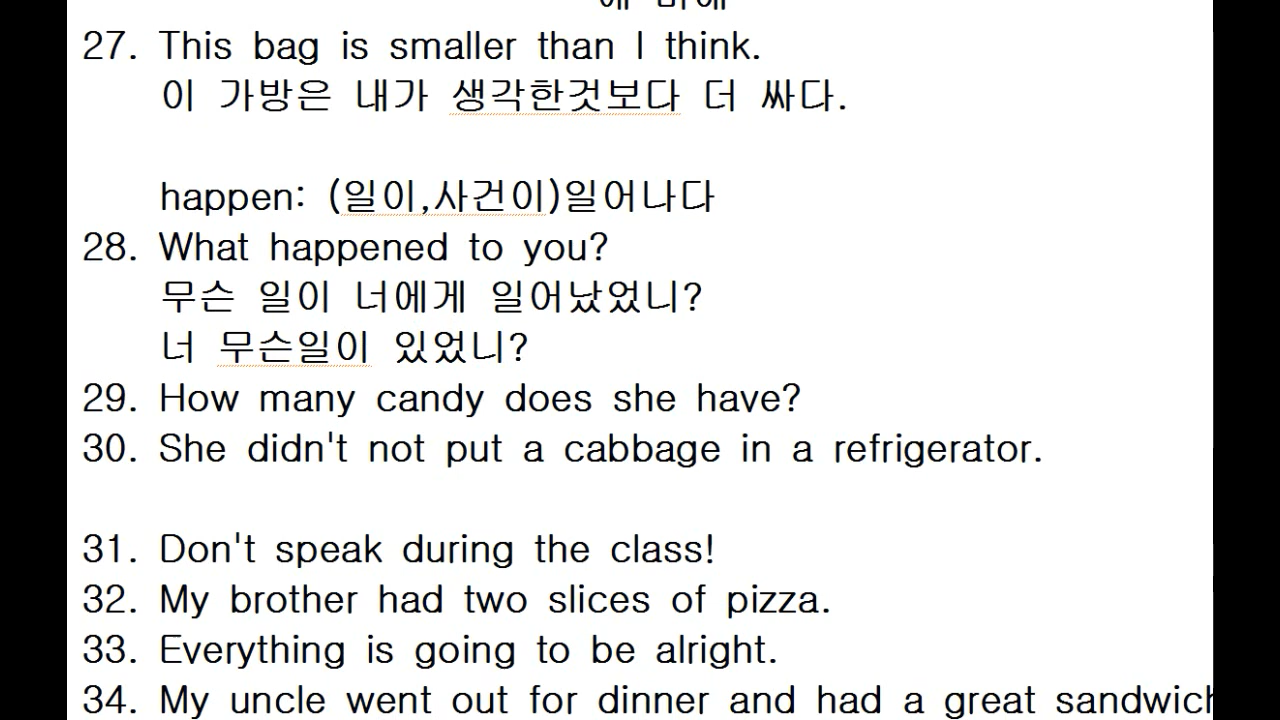 27. This bag is smaller than I think.
이 가방은 내가 생각한것보다 더 싸다.
happen: (일이,사건이)일어나다
28. What happened to you?
무슨 일이 너에게 일어났었니?
너 무슨일이 있었니?
29. How many candy does she have?
30. She didn't not put a cabbage in a refrigerator.
31. Don't speak during the class!
32. My brother had two slices of pizza.
33. Everything is going to be alright.
34. My uncle went out for dinner and had a great sandwich